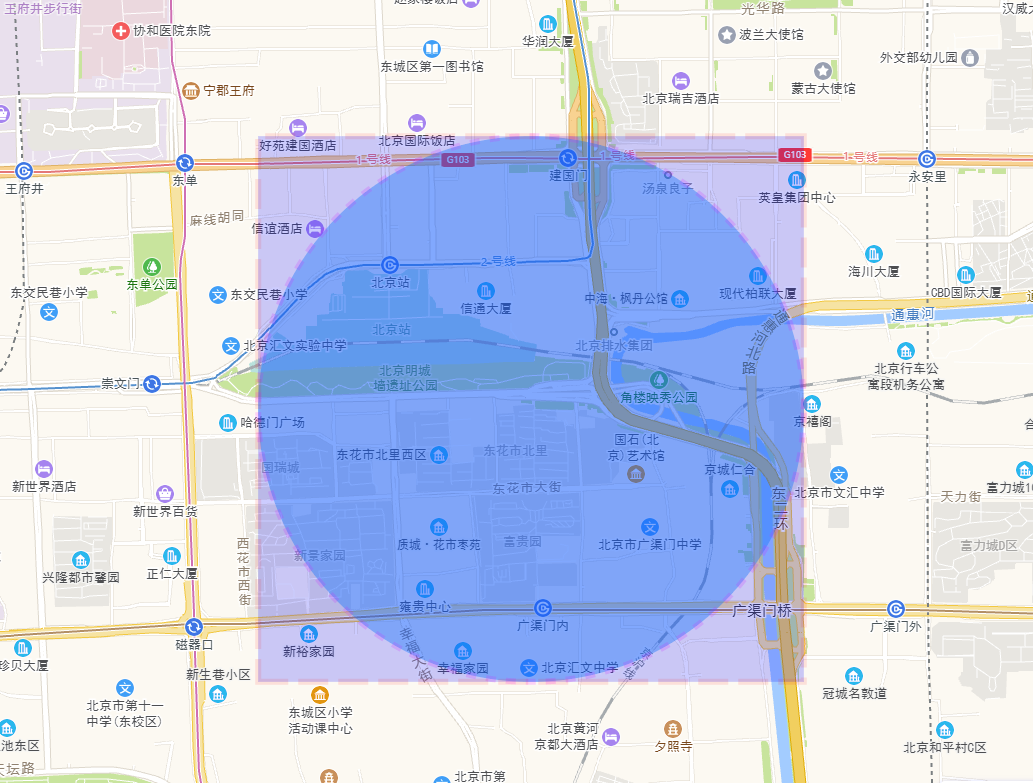 王府井步行街
协和医院东院
东城区第一图书馆
华润大厦
光华路
波兰大使馆
外交部幼儿园
蒙古大使馆
宁郡王府
北京瑞吉酒店
好苑建国酒店
北京国际饭店
1号线
G103
1号线
G103
1号线
王府井
东单
建国门
汤泉良子
永安里
英皇集团中心
麻线胡同
信谊酒店
北京站
2号线
海川大厦
东单公园
东交民巷小学
东交民巷小学
信通大厦
中海·枫丹公馆
现代柏联大厦
CBD国际大厦
通惠河
通惠河北路
北京站
北京汇文实验中学
北京排水集团
北京行车公
寓段机务公寓
崇文门
北京明城
墙遗址公园
角楼映秀公园
京禧阁
哈德门广场
国石(北
京)艺术馆
东花市北里西区
东花市北里
国瑞城
京城仁合
新世界酒店
新世界百货
东花市大街
东二环
北京市文汇中学
天力街
富力城D区
质城·花市枣苑
富贵园
北京市广渠门中学
西花市西街
新景家园
兴隆都市馨园
正仁大厦
雍贵中心
广渠门内
广渠门桥
广渠门外
磁器口
幸福大街
新裕家园
幸福家园
北京汇文中学
珍贝大厦
新生巷小区
冠城名敦道
北京市第十一
中学(东校区)
东城区小学
活动课中心
北京黄河
京都大酒店
夕照寺
北京和平村C区
池东区
天坛路
北京市第